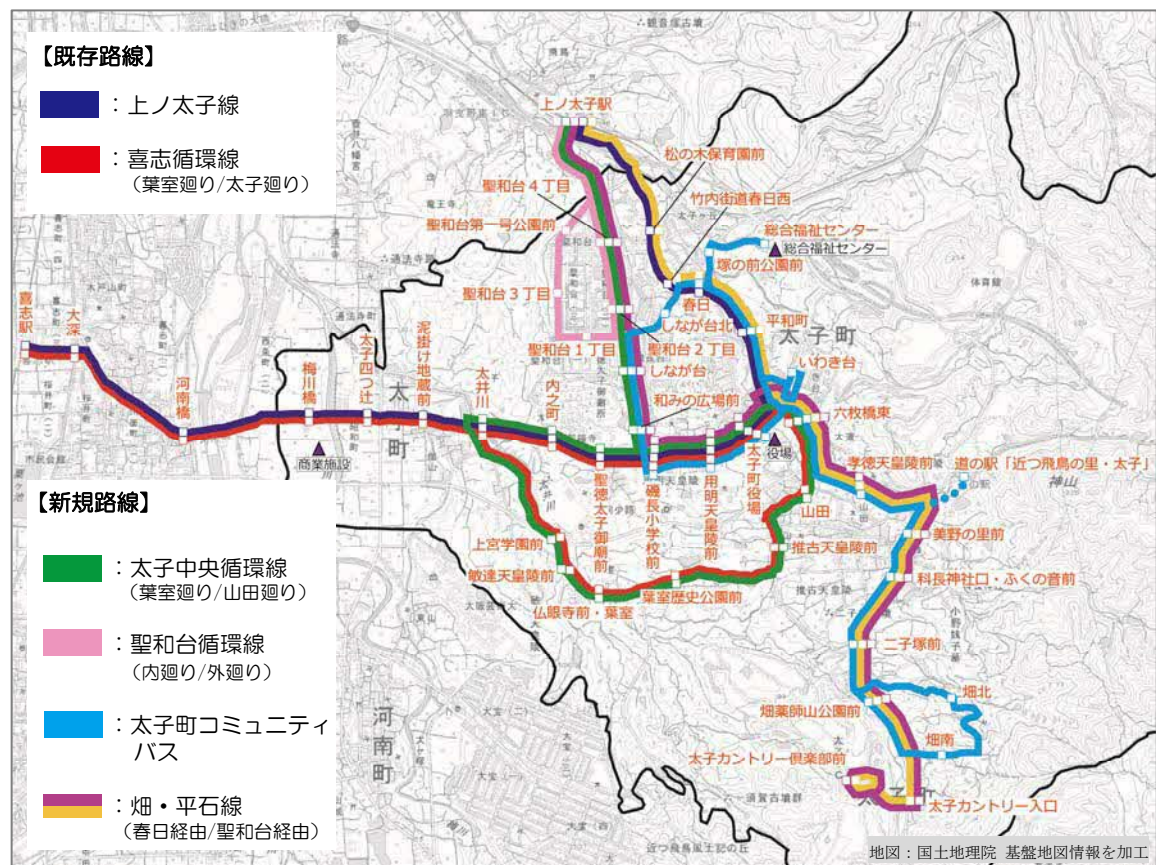 【既存路線】
：上ノ太子線
：喜志循環線
（葉室廻り/太子廻り）
【新規路線】
：太子中央循環線
（葉室廻り/山田廻り）
：聖和台循環線
（内廻り/外廻り）
：太子町コミュニティ
バス
：畑・平石線
（春日経由/聖和台経由）
上ノ太子駅
松の木保育園前
聖和台４丁目
竹内街道春日西
聖和台第一号公園前
総合福祉センター
総合福祉センター
塚の前公園前
聖和台３丁目
春日
しなが台北
平和町
太子町
聖和台１丁目
聖和台２丁目
しなが台
いわき台
和みの広場前
六枚橋東
喜志駅
大深
河南橋
梅川橋
太子四つ辻
泥掛け地蔵前
太井川
内之町
聖徳太子御廟前
磯長小学校前
用明天皇陵前
太子町役場
役場
商業施設
孝徳天皇陵前
道の駅「近つ飛鳥の里・太子」
神山
山田
上宮学園前
推古天皇陵前
美野の里前
敏達天皇陵前
葉室歴史公園前
科長神社口・ふくの音前
仏眼寺前・葉室
二子塚前
畑北
畑薬師山公園前
畑南
太子カントリー倶楽部前
太子カントリー入口
河南町
近つ飛鳥風土記の丘
地図：国土地理院 基盤地図情報を加工